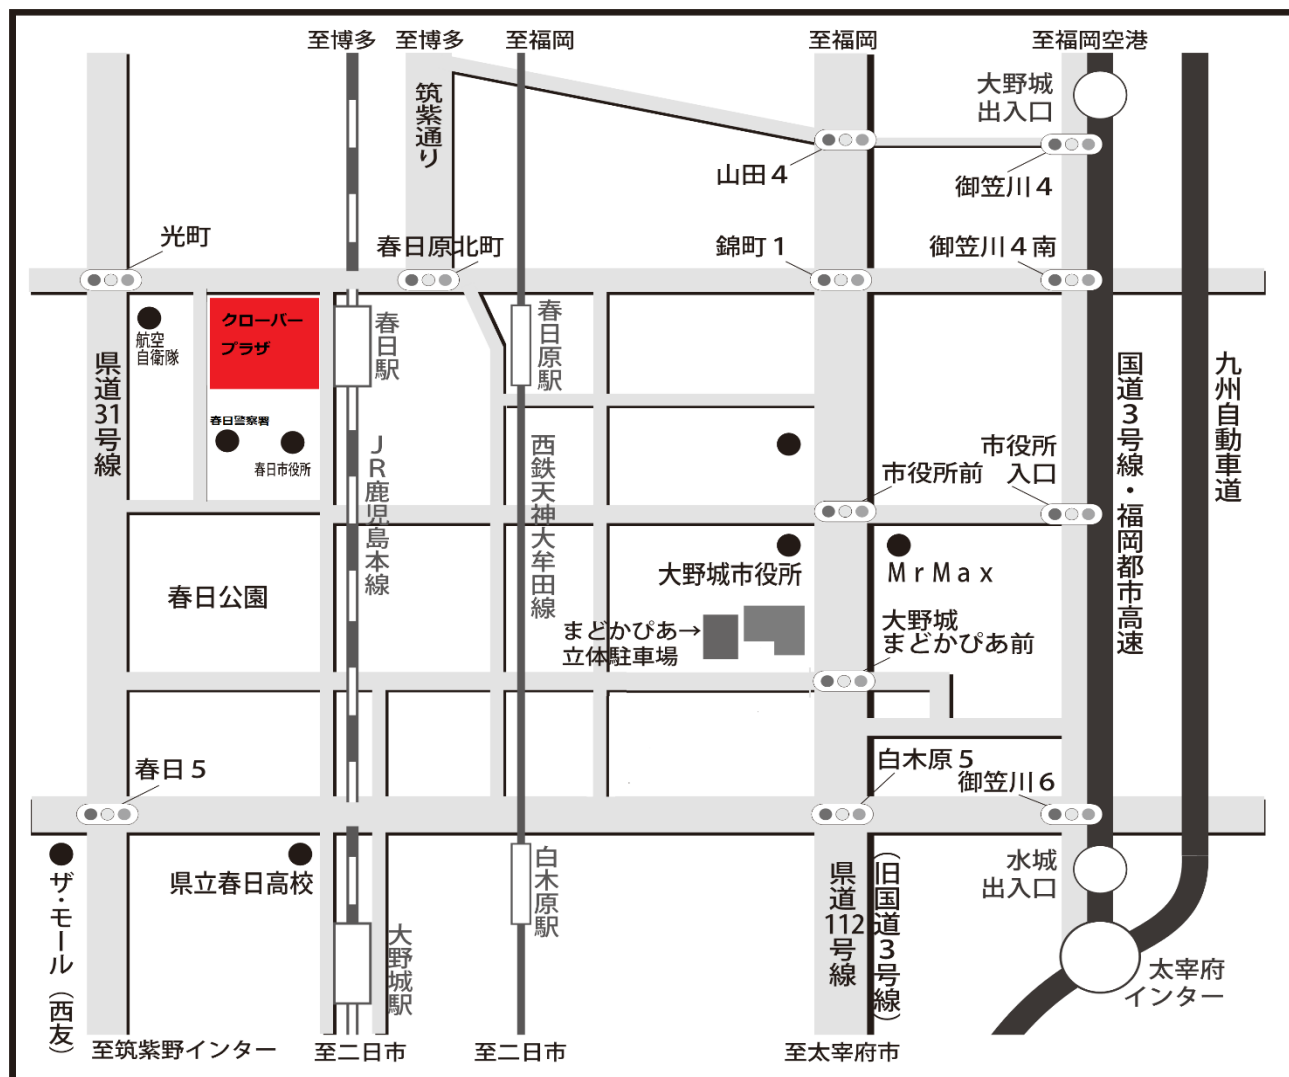 至博多
至博多
至福岡
至福岡
至福岡空港
筑紫通り
大野城
出入口
山田4
御笠川4
光町
春日原北町
錦町1
御笠川4南
クローバー
プラザ
航空
自衛隊
春日駅
春日原駅
県道31号線
国道3号線・福岡都市高速
九州自動車道
春日警察署
春日市役所
JR鹿児島本線
西鉄天神大牟田線
市役所前
市役所
入口
春日公園
大野城市役所
MrMax
まどかぴあ→
立体駐車場
大野城
まどかぴあ前
春日5
白木原5
御笠川6
ザ・モール(西友)
県立春日高校
大野城駅
白木原駅
県道112号線
(旧国道3号線)
水城
出入口
太宰府
インター
至筑紫野インター
至二日市
至二日市
至太宰府市